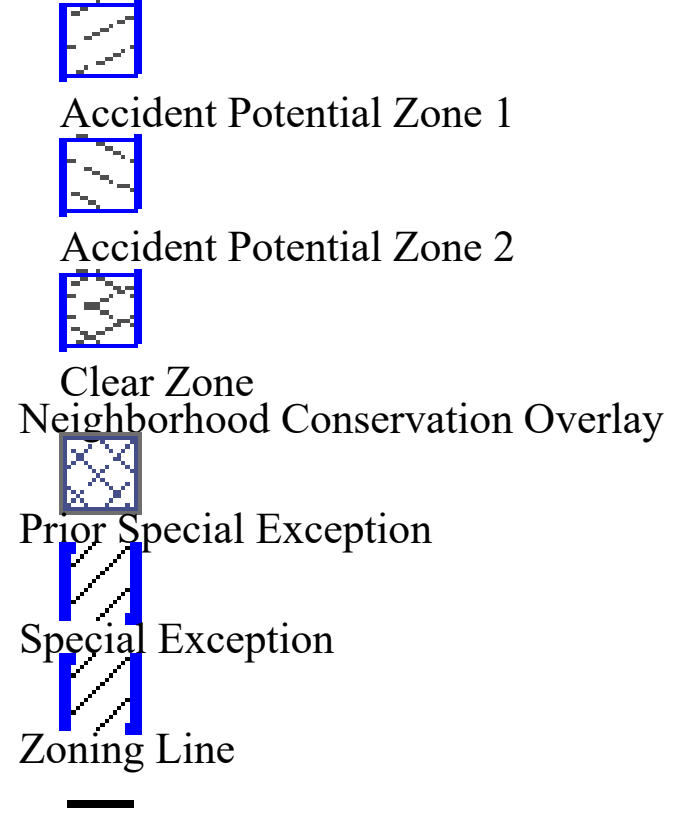 Accident Potential Zone 1
Accident Potential Zone 2
Clear Zone
Neighborhood Conservation Overlay
Prior Special Exception
Special Exception
Zoning Line